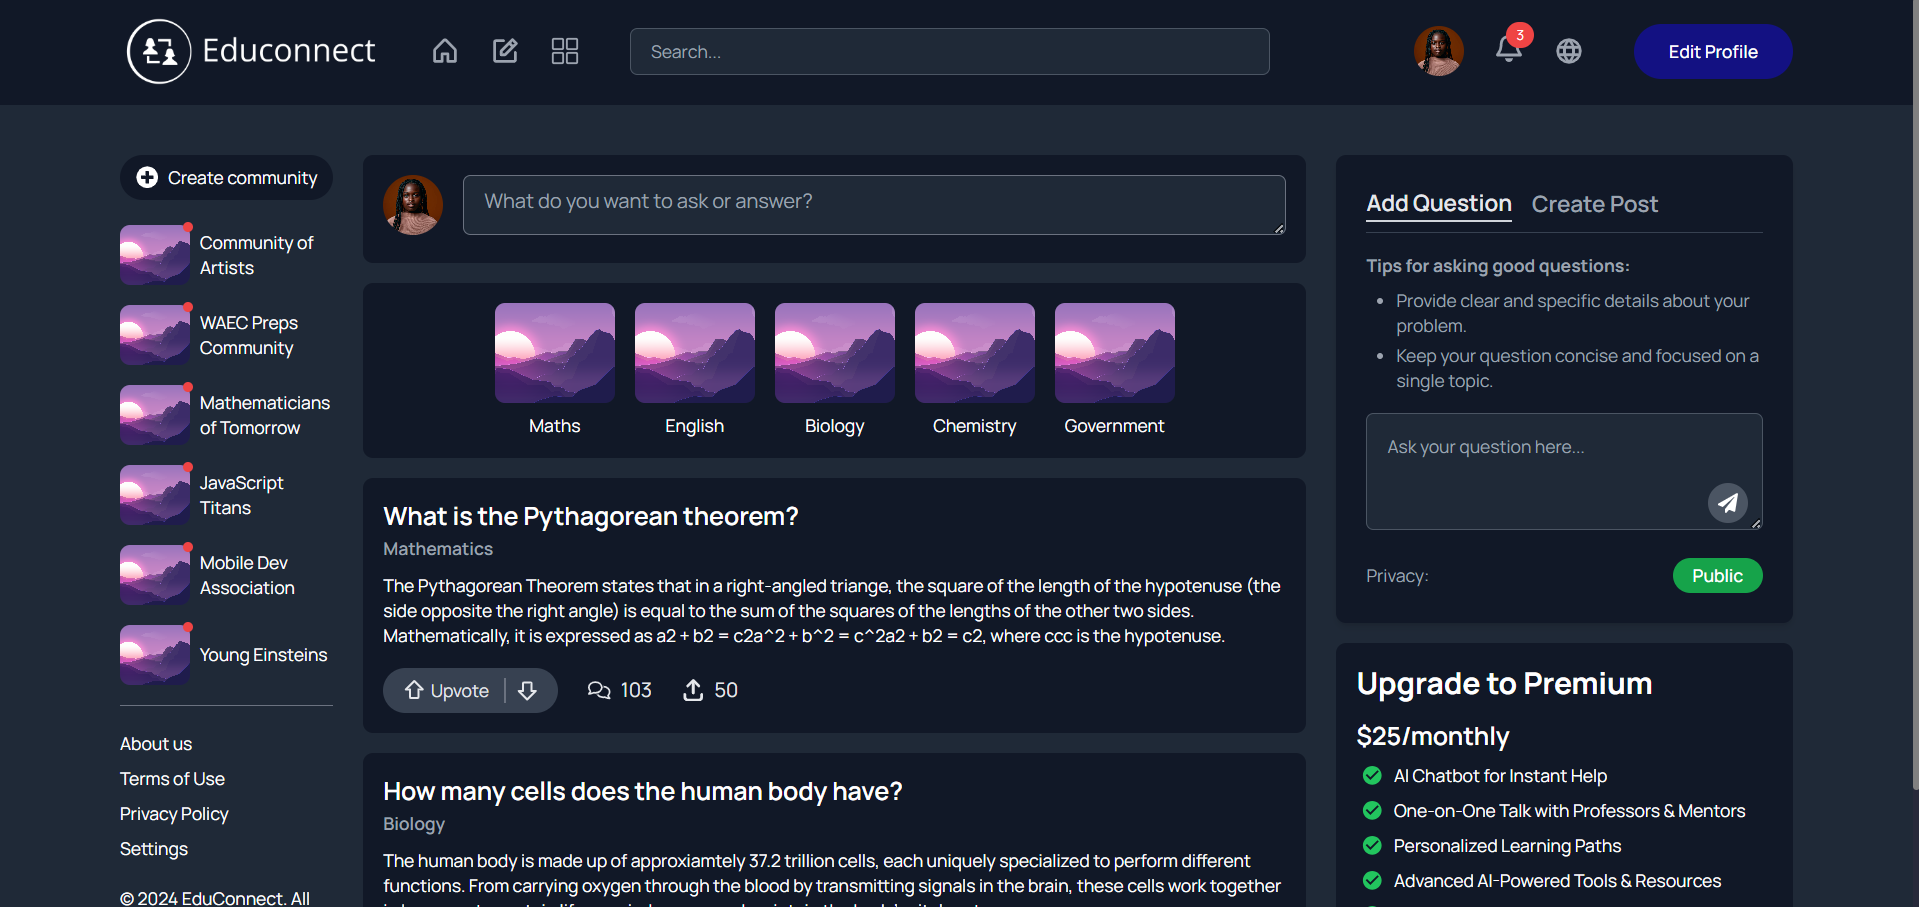 Educonnect
Search...
3
Edit Profile
Create community
Community of
Artists
WAEC Preps
Community
Mathematicians
of Tomorrow
JavaScript
Titans
Mobile Dev
Association
Young Einsteins
About us
Terms of Use
Privacy Policy
Settings
© 2024 EduConnect. All
What do you want to ask or answer?
Maths
English
Biology
Chemistry
Government
What is the Pythagorean theorem?
Mathematics
The Pythagorean Theorem states that in a right-angled triange, the square of the length of the hypotenuse (the
side opposite the right angle) is equal to the sum of the squares of the lengths of the other two sides.
Mathematically, it is expressed as a2 + b2 = c2a^2 + b^2 = c^2a2 + b2 = c2, where ccc is the hypotenuse.
Upvote
103
50
How many cells does the human body have?
Biology
The human body is made up of approxiamtely 37.2 trillion cells, each uniquely specialized to perform different
functions. From carrying oxygen through the blood by transmitting signals in the brain, these cells work together
Add Question
Create Post
Tips for asking good questions:
Provide clear and specific details about your
problem.
Keep your question concise and focused on a
single topic.
Ask your question here...
Privacy:
Public
Upgrade to Premium
$25/monthly
AI Chatbot for Instant Help
One-on-One Talk with Professors & Mentors
Personalized Learning Paths
Advanced AI-Powered Tools & Resources